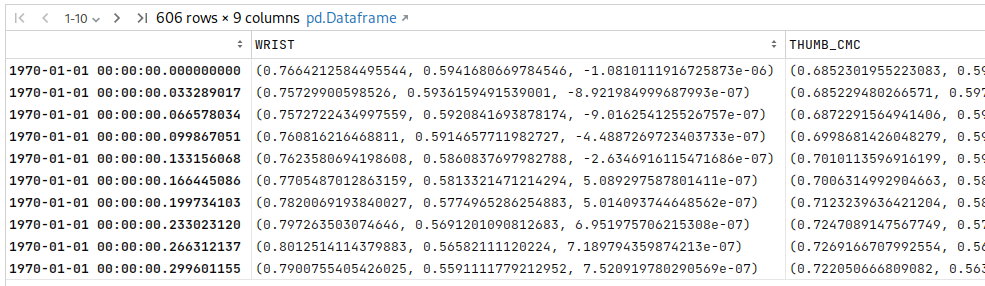 1-10 606 rows × 9 columns pd.Dataframe
WRIST THUMB_CMC
1970-01-01 00:00:00.000000000 (0.7664212584495544, 0.5941680669784546, -1.0810111916725873e-06) (0.6852301955223083, 0.59
1970-01-01 00:00:00.033289017 (0.75729900598526, 0.5936159491539001, -8.921984999687993e-07) (0.685229480266571, 0.597
1970-01-01 00:00:00.066578034 (0.7572722434997559, 0.5920841693878174, -9.016254125526757e-07) (0.6872291564941406, 0.59
1970-01-01 00:00:00.099867051 (0.760816216468811, 0.5914657711982727, -4.4887269723403733e-07) (0.6998681426048279, 0.59
1970-01-01 00:00:00.133156068 (0.7623580694198608, 0.5860837697982788, -2.6346916115471686e-07) (0.7010113596916199, 0.59
1970-01-01 00:00:00.166445086 (0.7705487012863159, 0.5813321471214294, 5.089297587801411e-07) (0.7006314992904663, 0.58
1970-01-01 00:00:00.199734103 (0.7820069193840027, 0.5774965286254883, 5.014093744648562e-07) (0.7123239636421204, 0.58
1970-01-01 00:00:00.233023120 (0.797263503074646, 0.5691201090812683, 6.951975706215308e-07) (0.7247089147567749, 0.57
1970-01-01 00:00:00.266312137 (0.8012514114379883, 0.56582111120224, 7.189794359874213e-07) (0.7269166707992554, 0.56
1970-01-01 00:00:00.299601155 (0.7900755405426025, 0.5591111779212952, 7.520919780290569e-07) (0.722050666809082, 0.563